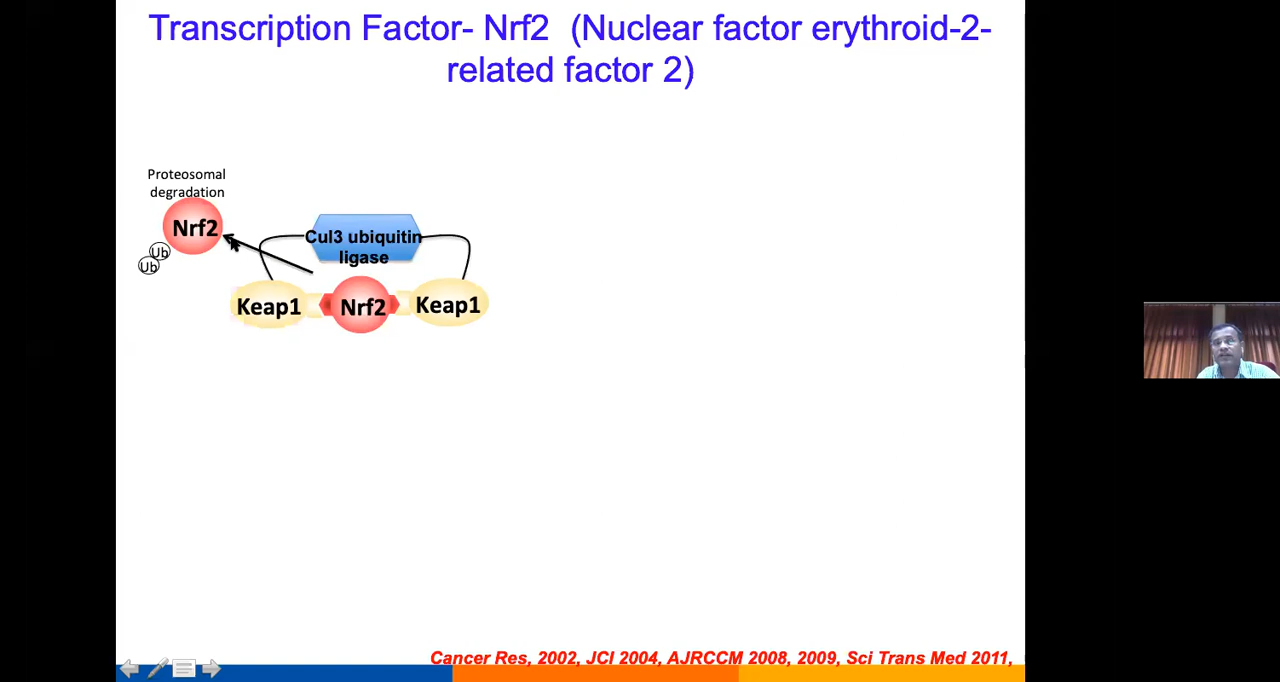 Transcription Factor- Nrf2 (Nuclear factor erythroid-2-
related factor 2)
Proteosomal
degradation
Nrf2
Ub
Ub
Cul3 ubiquitin
ligase
Keap1
Nrf2
Keap1
Cancer Res, 2002, JCI 2004, AJRCCM 2008, 2009, Sci Trans Med 2011,